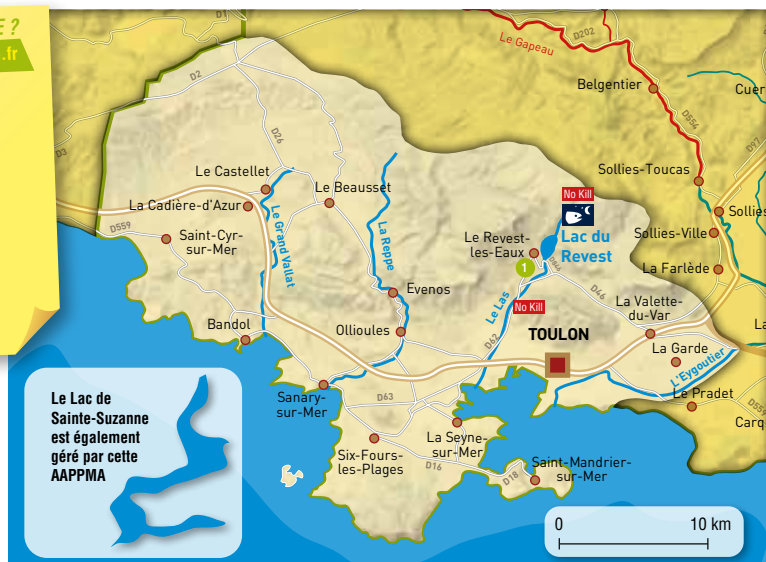 E ?
.fr
D1
D202
Le Gapeau
Belgentier
Cuer
D2
D554
D97
D3
D26
Sollies-Toucas
Le Castellet
Le Beausset
No Kill
La Cadière-d'Azur
Sollies
D559
Le Grand Vallat
La Reppe
Saint-Cyr-
sur-Mer
Le Revest-
les-Eaux
Lac du
Revest
Sollies-Ville
1
D46
La Farlède
Evenos
Le Las
No Kill
La Valette-
du-Var
Bandol
Ollioules
D62
TOULON
La Garde
L'Eygoutier
Le Lac de
Sainte-Suzanne
est également
géré par cette
AAPPMA
Sanary-
sur-Mer
D63
Le Pradet
D559
Carq
Six-Fours-
les-Plages
La Seyne-
sur-Mer
D16
D18
Saint-Mandrier-
sur-Mer
0
10 km